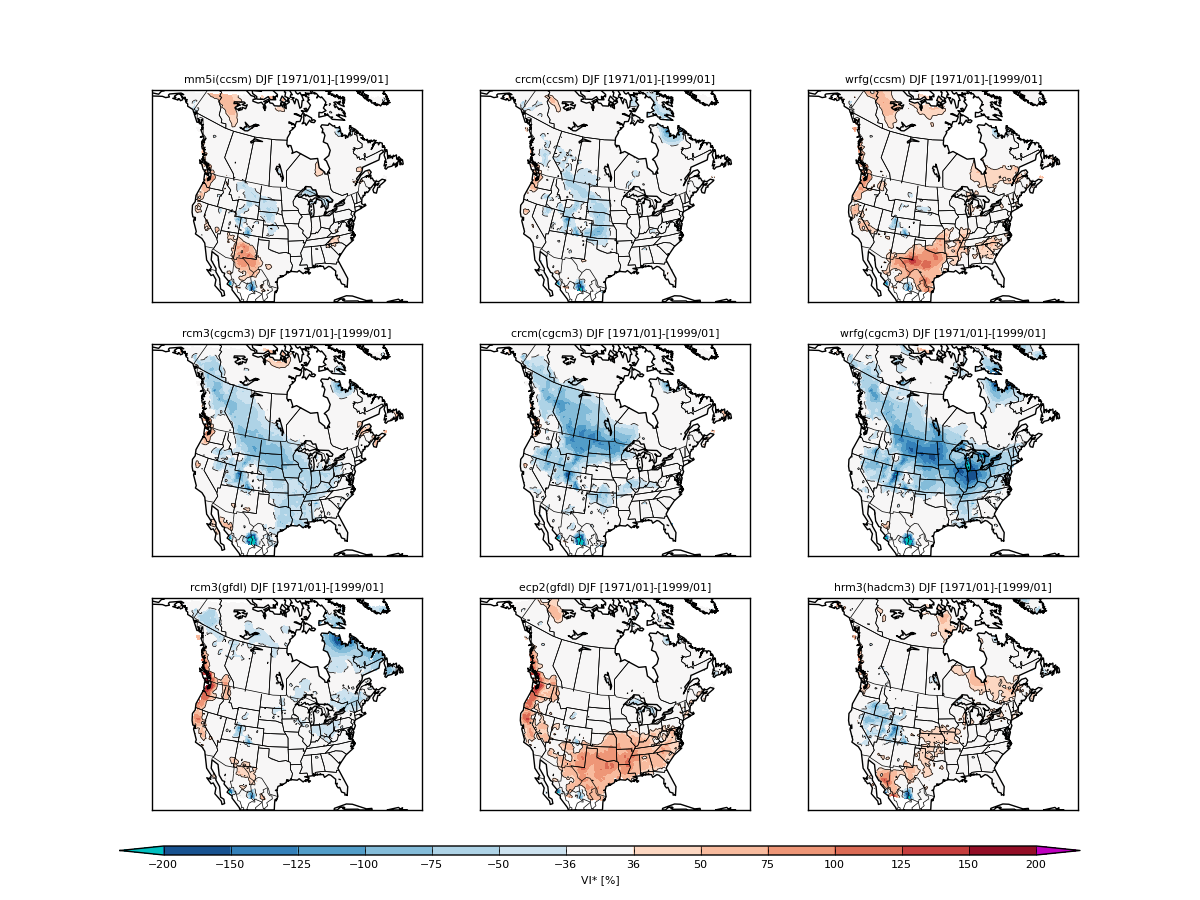 mm5i(ccsm) DJF [1971/01]-[1999/01]
crcm(ccsm) DJF [1971/01]-[1999/01]
wrfg(ccsm) DJF [1971/01]-[1999/01]
rcm3(cgcm3) DJF [1971/01]-[1999/01]
crcm(cgcm3) DJF [1971/01]-[1999/01]
wrfg(cgcm3) DJF [1971/01]-[1999/01]
rcm3(gfdl) DJF [1971/01]-[1999/01]
ecp2(gfdl) DJF [1971/01]-[1999/01]
hrm3(hadcm3) DJF [1971/01]-[1999/01]
−200 −150 −125 −100 −75 −50 −36 36 50 75 100 125 150 200
VI* [%]